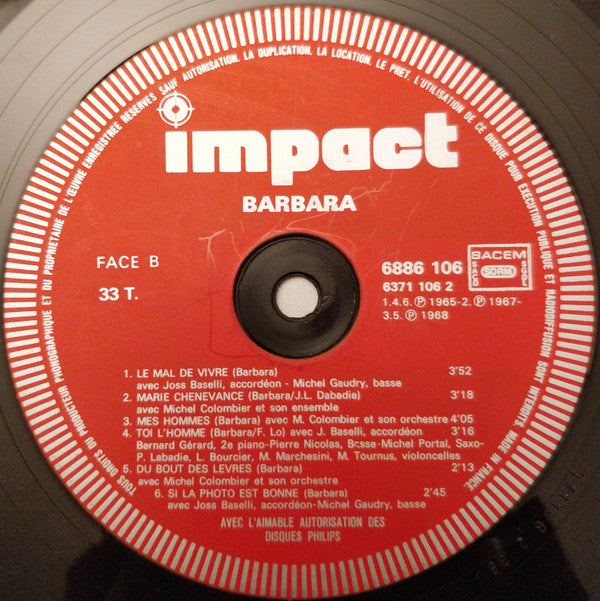 TOUS DROITS DU PRODUCTEUR PHONOGRAPHIQUE ET DU PROPRIETAIRE DE L'ŒUVRE ENREGISTREE RESERVES SAUF AUTORISATION, LA DUPLICATION, LA LOCATION, LE PRET, L'UTILISATION DE CE DISQUE POUR EXECUTION PUBLIQUE ET RADIODIFFUSION SONT INTERDITS. MADE IN FRANCE.
impact
BARBARA
FACE B
33 T.
6886 106
6371 106 2
1.4.6. Ⓟ 1965-2. Ⓟ 1967-
3.5. Ⓟ 1968
SACEM
SACD SDRM SGDL
1. LE MAL DE VIVRE (Barbara) 3'52
avec Joss Baselli, accordéon - Michel Gaudry, basse
2. MARIE CHENEVANCE (Barbara/J.L. Dabadie) 3'18
avec Michel Colombier et son ensemble
3. MES HOMMES (Barbara) avec M. Colombier et son orchestre 4'05
4. TOI L'HOMME (Barbara/F. Lo) avec J. Baselli, accordéon 3'16
Bernard Gérard, 2e piano-Pierre Nicolas, Basse-Michel Portal, Saxo-
P. Labadie, L. Bourcier, M. Marchesini, M. Tournus, violoncelles
5. DU BOUT DES LEVRES (Barbara) 2'13
avec Michel Colombier et son orchestre
6. SI LA PHOTO EST BONNE (Barbara) 2'45
avec Joss Baselli, accordéon-Michel Gaudry, basse
AVEC L'AIMABLE AUTORISATION DES
DISQUES PHILIPS